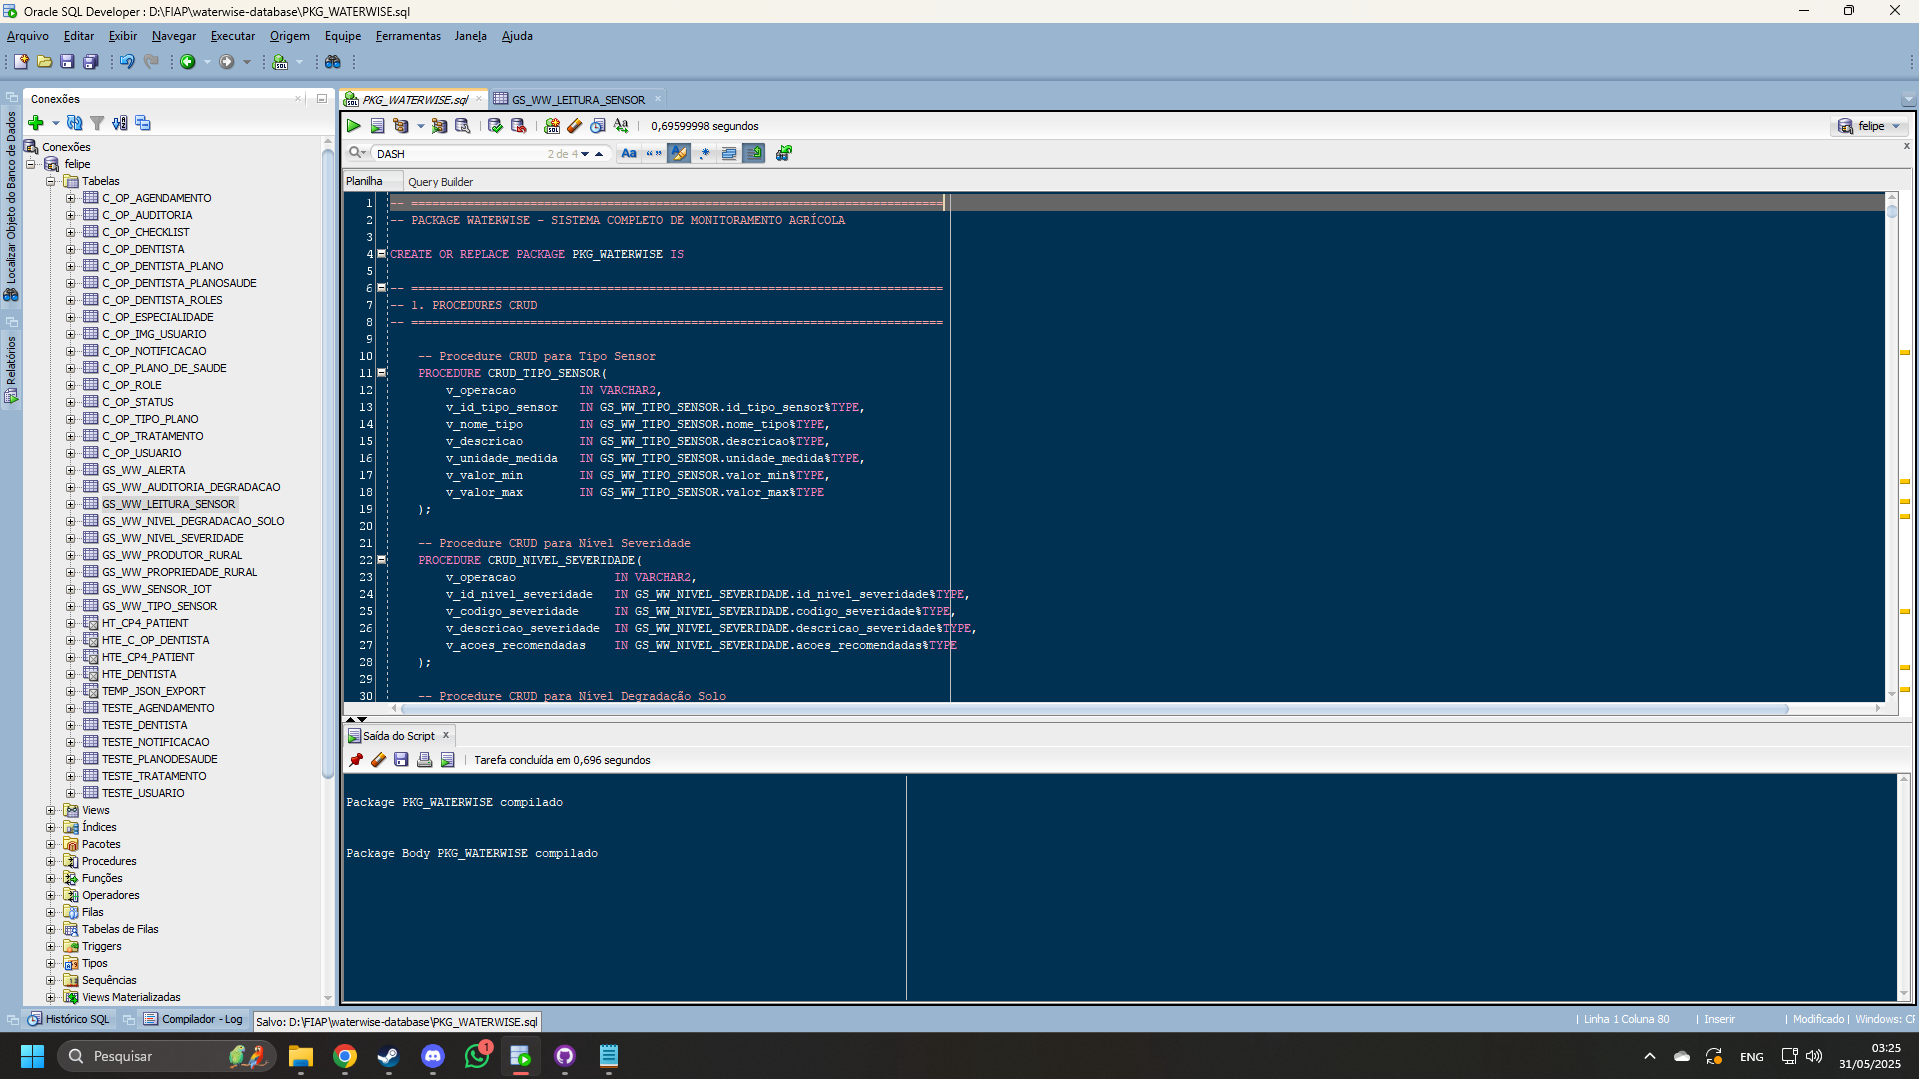 Oracle SQL Developer : D:\FIAP\waterwise-database\PKG_WATERWISE.sql
Arquivo Editar Exibir Navegar Executar Origem Equipe Ferramentas Janela Ajuda
Localizar Objeto do Banco de Dados
Relatórios
Conexões
Conexões
felipe
Tabelas
C_OP_AGENDAMENTO
C_OP_AUDITORIA
C_OP_CHECKLIST
C_OP_DENTISTA
C_OP_DENTISTA_PLANO
C_OP_DENTISTA_PLANOSAUDE
C_OP_DENTISTA_ROLES
C_OP_ESPECIALIDADE
C_OP_IMG_USUARIO
C_OP_NOTIFICACAO
C_OP_PLANO_DE_SAUDE
C_OP_ROLE
C_OP_STATUS
C_OP_TIPO_PLANO
C_OP_TRATAMENTO
C_OP_USUARIO
GS_WW_ALERTA
GS_WW_AUDITORIA_DEGRADACAO
GS_WW_LEITURA_SENSOR
GS_WW_NIVEL_DEGRADACAO_SOLO
GS_WW_NIVEL_SEVERIDADE
GS_WW_PRODUTOR_RURAL
GS_WW_PROPRIEDADE_RURAL
GS_WW_SENSOR_IOT
GS_WW_TIPO_SENSOR
HT_CP4_PATIENT
HTE_C_OP_DENTISTA
HTE_CP4_PATIENT
HTE_DENTISTA
TEMP_JSON_EXPORT
TESTE_AGENDAMENTO
TESTE_DENTISTA
TESTE_NOTIFICACAO
TESTE_PLANODESAUDE
TESTE_TRATAMENTO
TESTE_USUARIO
Views
Índices
Pacotes
Procedures
Funções
Operadores
Filas
Tabelas de Filas
Triggers
Tipos
Sequências
Views Materializadas
PKG_WATERWISE.sql GS_WW_LEITURA_SENSOR
0,69599998 segundos felipe
DASH 2 de 4 Aa
Planilha Query Builder
1 -- ============================================================================
2 -- PACKAGE WATERWISE - SISTEMA COMPLETO DE MONITORAMENTO AGRÍCOLA
3
4 CREATE OR REPLACE PACKAGE PKG_WATERWISE IS
5
6 -- ============================================================================
7 -- 1. PROCEDURES CRUD
8 -- ============================================================================
9
10 -- Procedure CRUD para Tipo Sensor
11 PROCEDURE CRUD_TIPO_SENSOR(
12 v_operacao IN VARCHAR2,
13 v_id_tipo_sensor IN GS_WW_TIPO_SENSOR.id_tipo_sensor%TYPE,
14 v_nome_tipo IN GS_WW_TIPO_SENSOR.nome_tipo%TYPE,
15 v_descricao IN GS_WW_TIPO_SENSOR.descricao%TYPE,
16 v_unidade_medida IN GS_WW_TIPO_SENSOR.unidade_medida%TYPE,
17 v_valor_min IN GS_WW_TIPO_SENSOR.valor_min%TYPE,
18 v_valor_max IN GS_WW_TIPO_SENSOR.valor_max%TYPE
19 );
20
21 -- Procedure CRUD para Nível Severidade
22 PROCEDURE CRUD_NIVEL_SEVERIDADE(
23 v_operacao IN VARCHAR2,
24 v_id_nivel_severidade IN GS_WW_NIVEL_SEVERIDADE.id_nivel_severidade%TYPE,
25 v_codigo_severidade IN GS_WW_NIVEL_SEVERIDADE.codigo_severidade%TYPE,
26 v_descricao_severidade IN GS_WW_NIVEL_SEVERIDADE.descricao_severidade%TYPE,
27 v_acoes_recomendadas IN GS_WW_NIVEL_SEVERIDADE.acoes_recomendadas%TYPE
28 );
29
30 -- Procedure CRUD para Nível Degradação Solo
Saída do Script
Tarefa concluída em 0,696 segundos
Package PKG_WATERWISE compilado
Package Body PKG_WATERWISE compilado
Histórico SQL Compilador - Log Salvo: D:\FIAP\waterwise-database\PKG_WATERWISE.sql Linha 1 Coluna 80 Inserir Modificado Windows: CF
Pesquisar 1 ENG 03:25
31/05/2025